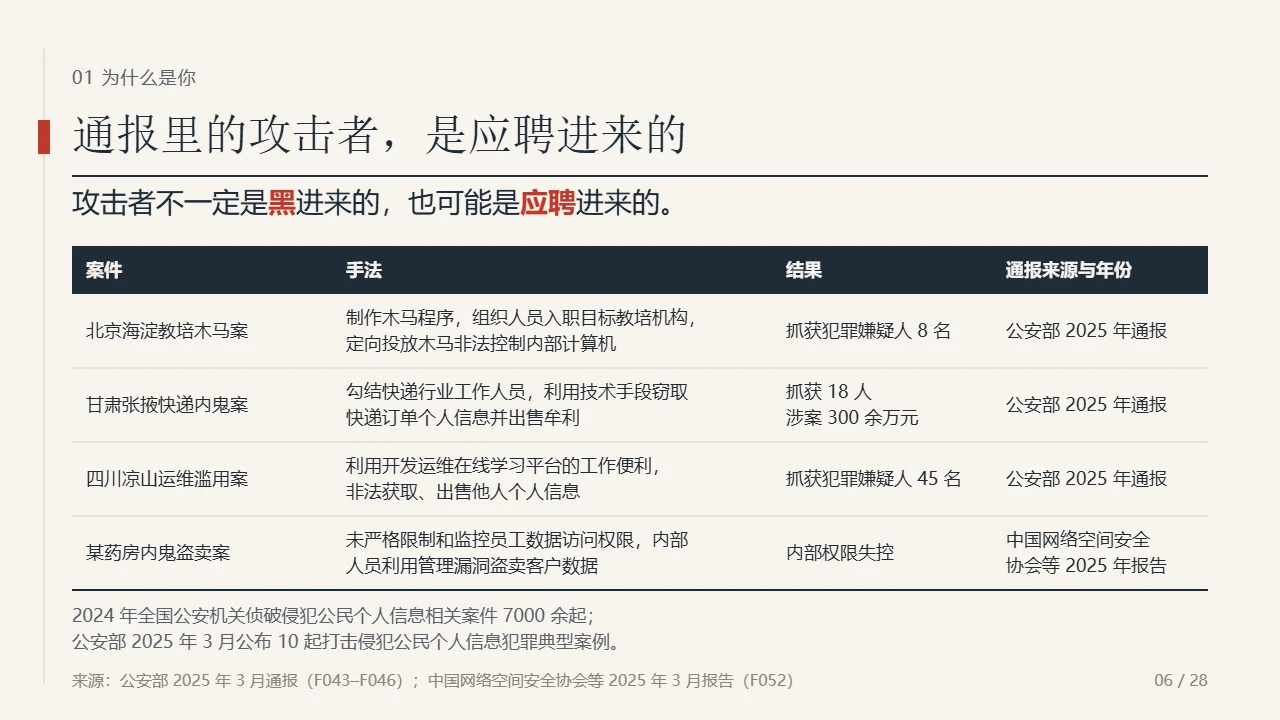 01 为什么是你
通报里的攻击者，是应聘进来的
攻击者不一定是黑进来的，也可能是应聘进来的。
案件 手法 结果 通报来源与年份
北京海淀教培木马案
制作木马程序，组织人员入职目标教培机构，
定向投放木马非法控制内部计算机
抓获犯罪嫌疑人 8 名
公安部 2025 年通报
甘肃张掖快递内鬼案
勾结快递行业工作人员，利用技术手段窃取
快递订单个人信息并出售牟利
抓获 18 人
涉案 300 余万元
公安部 2025 年通报
四川凉山运维滥用案
利用开发运维在线学习平台的工作便利，
非法获取、出售他人个人信息
抓获犯罪嫌疑人 45 名
公安部 2025 年通报
某药房内鬼盗卖案
未严格限制和监控员工数据访问权限，内部
人员利用管理漏洞盗卖客户数据
内部权限失控
中国网络空间安全
协会等 2025 年报告
2024 年全国公安机关侦破侵犯公民个人信息相关案件 7000 余起；
公安部 2025 年 3 月公布 10 起打击侵犯公民个人信息犯罪典型案例。
来源：公安部 2025 年 3 月通报（F043–F046）；中国网络空间安全协会等 2025 年 3 月报告（F052）
06 / 28